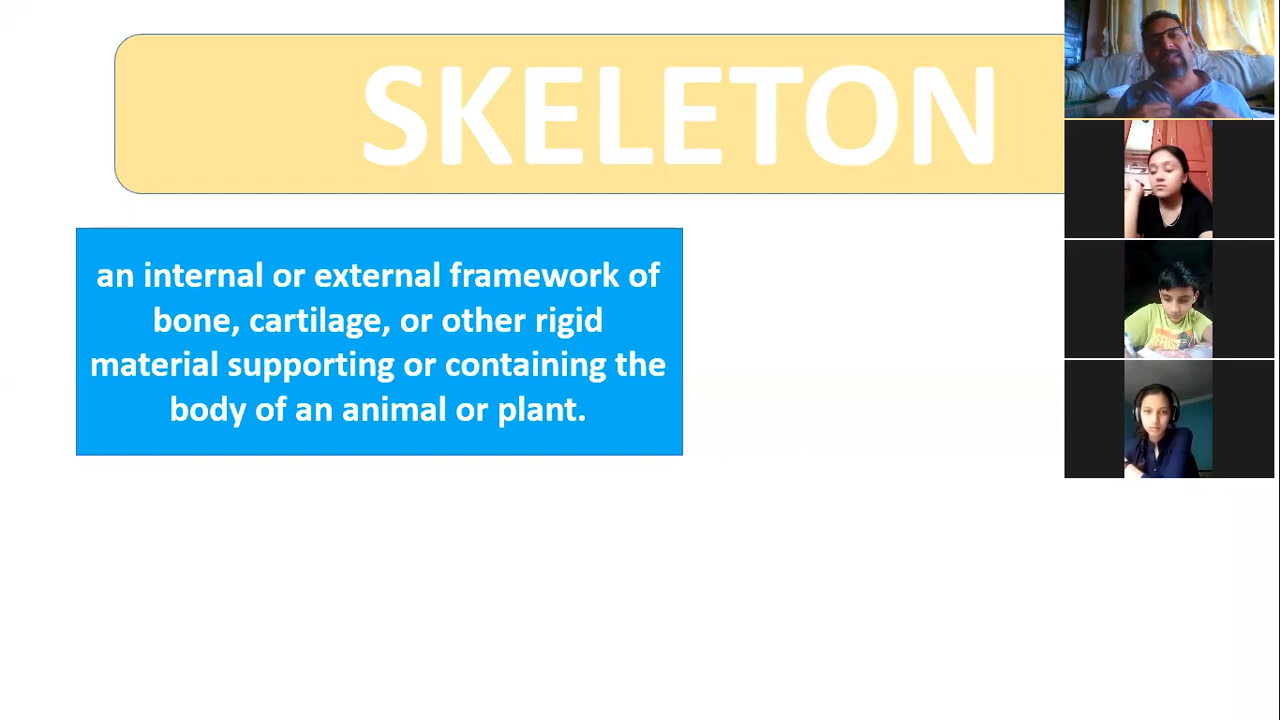 SKELETON
an internal or external framework of
bone, cartilage, or other rigid
material supporting or containing the
body of an animal or plant.